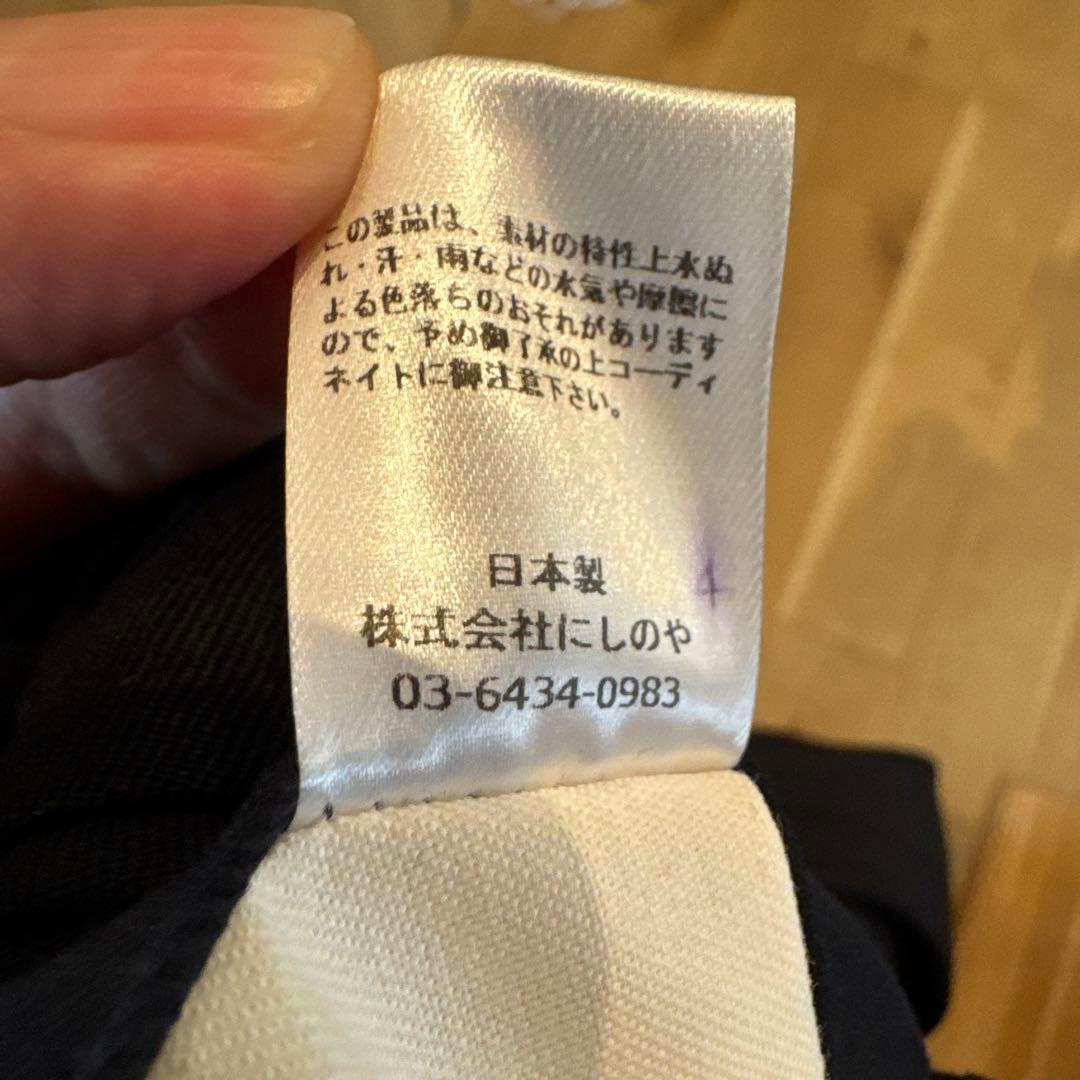 この製品は、素材の特性上水ぬ
れ・汗・雨などの水気や摩擦に
よる色落ちのおそれがあります
ので、予め御了承の上コーディ
ネイトに御注意下さい。
日本製
株式会社にしのや
03-6434-0983